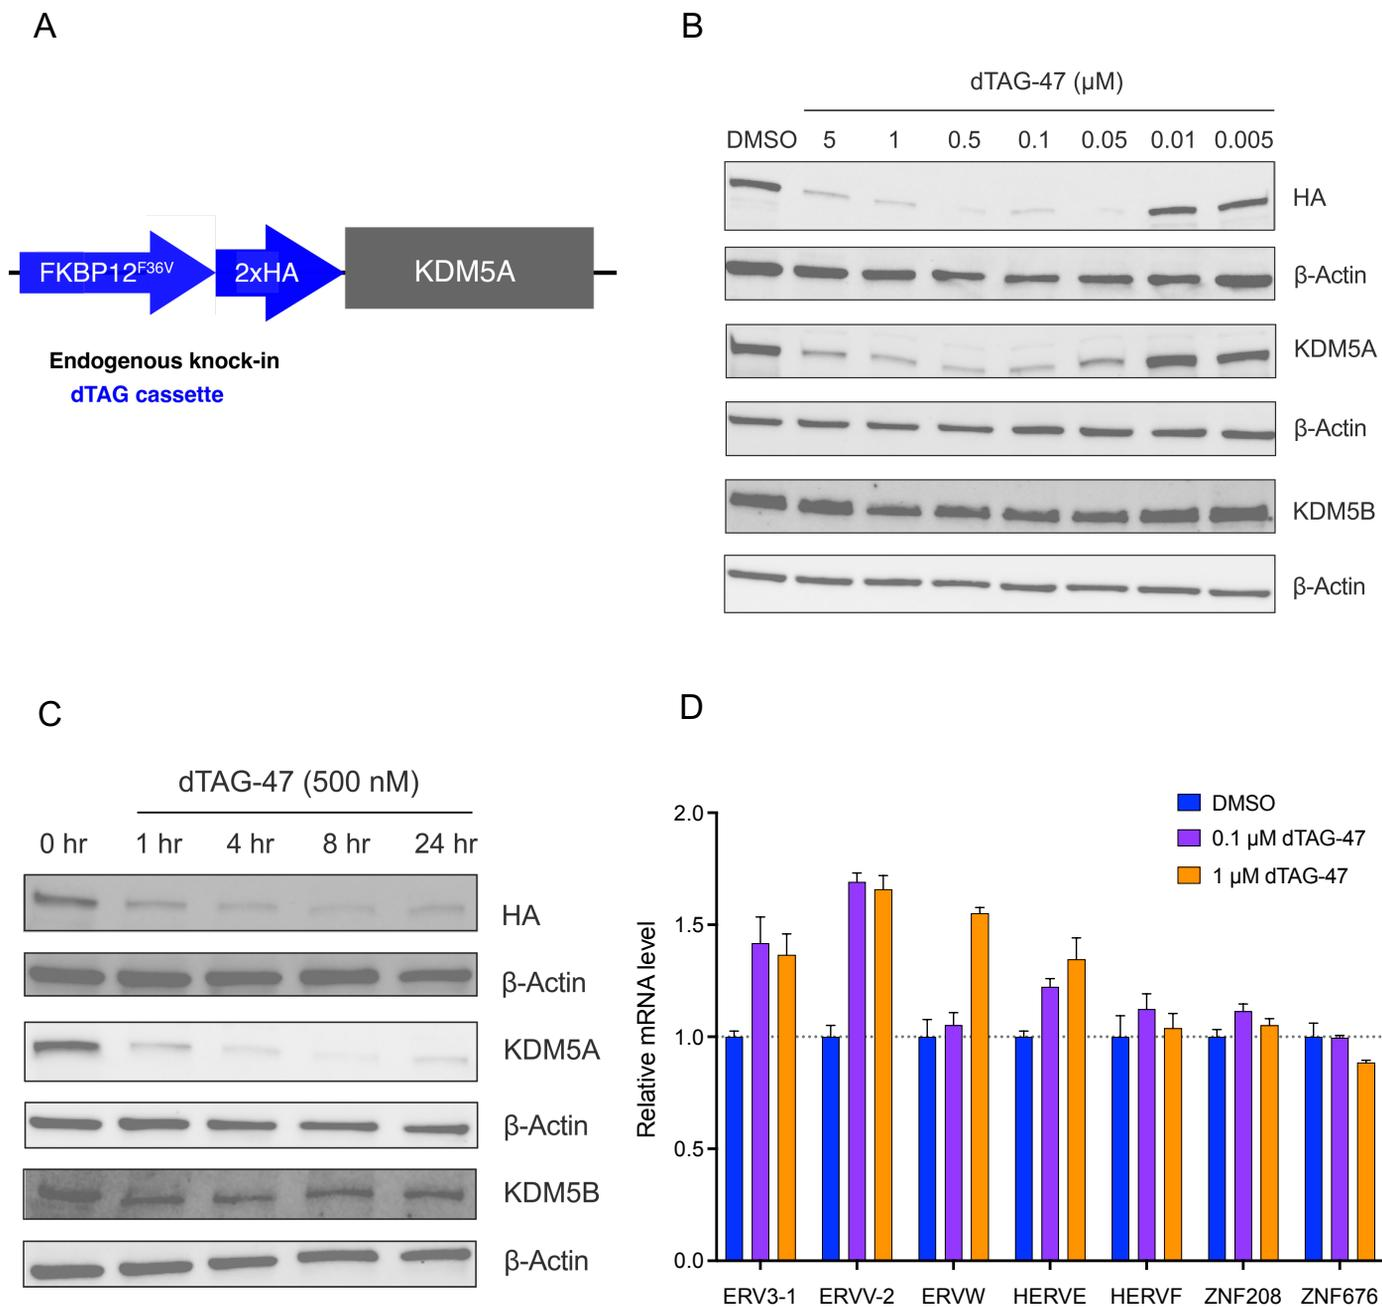 A
FKBP12F36V
2xHA
KDM5A
Endogenous knock-in
dTAG cassette
B
dTAG-47 (μM)
DMSO 5 1 0.5 0.1 0.05 0.01 0.005
HA
β-Actin
KDM5A
β-Actin
KDM5B
β-Actin
C
dTAG-47 (500 nM)
0 hr 1 hr 4 hr 8 hr 24 hr
HA
β-Actin
KDM5A
β-Actin
KDM5B
β-Actin
D
DMSO
0.1 μM dTAG-47
1 μM dTAG-47
Relative mRNA level
2.0
1.5
1.0
0.5
0.0
ERV3-1 ERVV-2 ERVW HERVE HERVF ZNF208 ZNF676